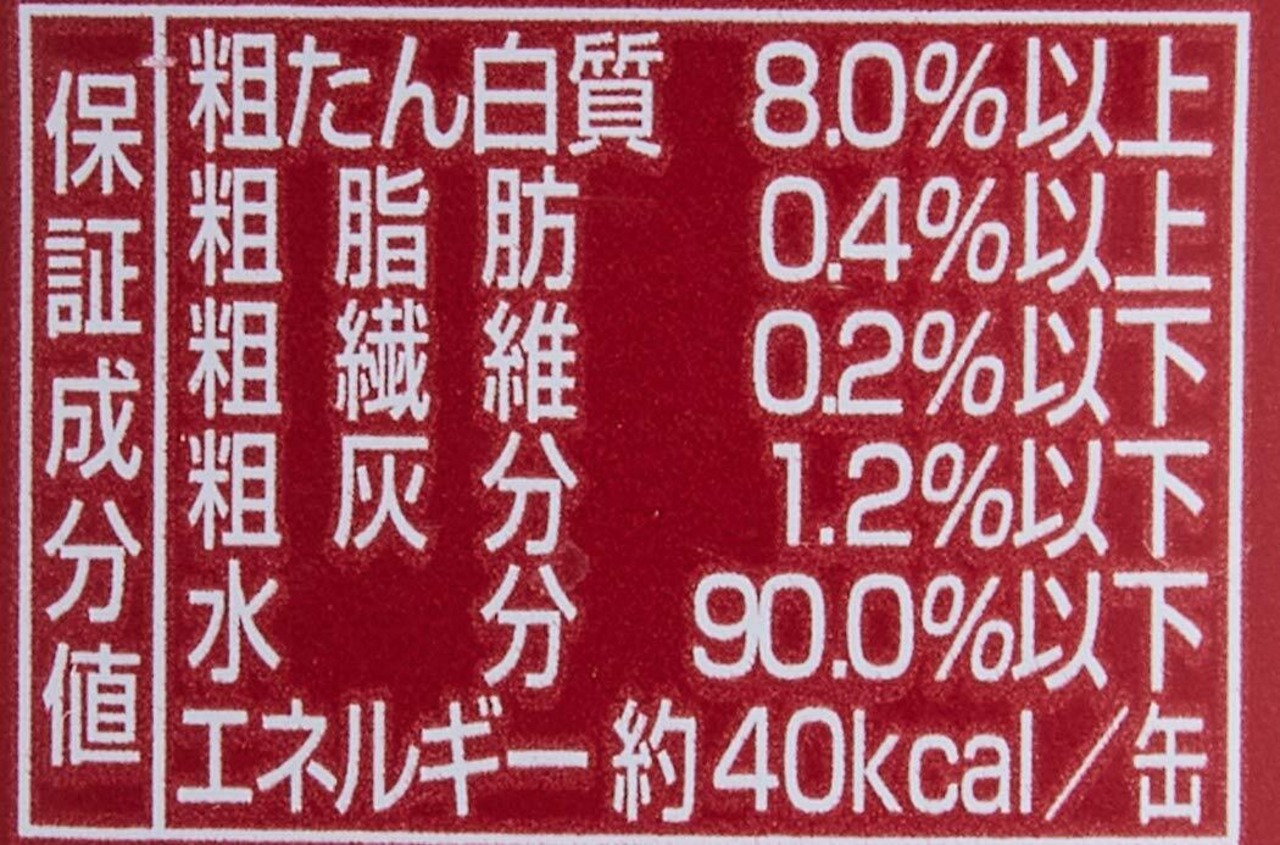 保証成分値
粗たん白質 8.0%以上
粗脂肪 0.4%以上
粗繊維 0.2%以下
粗灰分 1.2%以下
水分 90.0%以下
エネルギー 約40kcal/缶